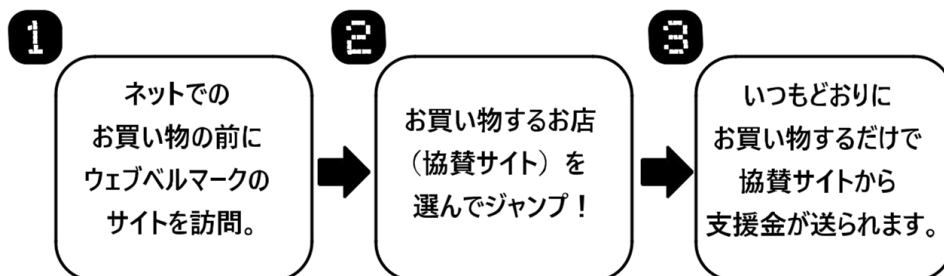 1
ネットでの
お買い物の前に
ウェブベルマークの
サイトを訪問。
2
お買い物するお店
（協賛サイト）を
選んでジャンプ！
3
いつもどおりに
お買い物するだけで
協賛サイトから
支援金が送られます。